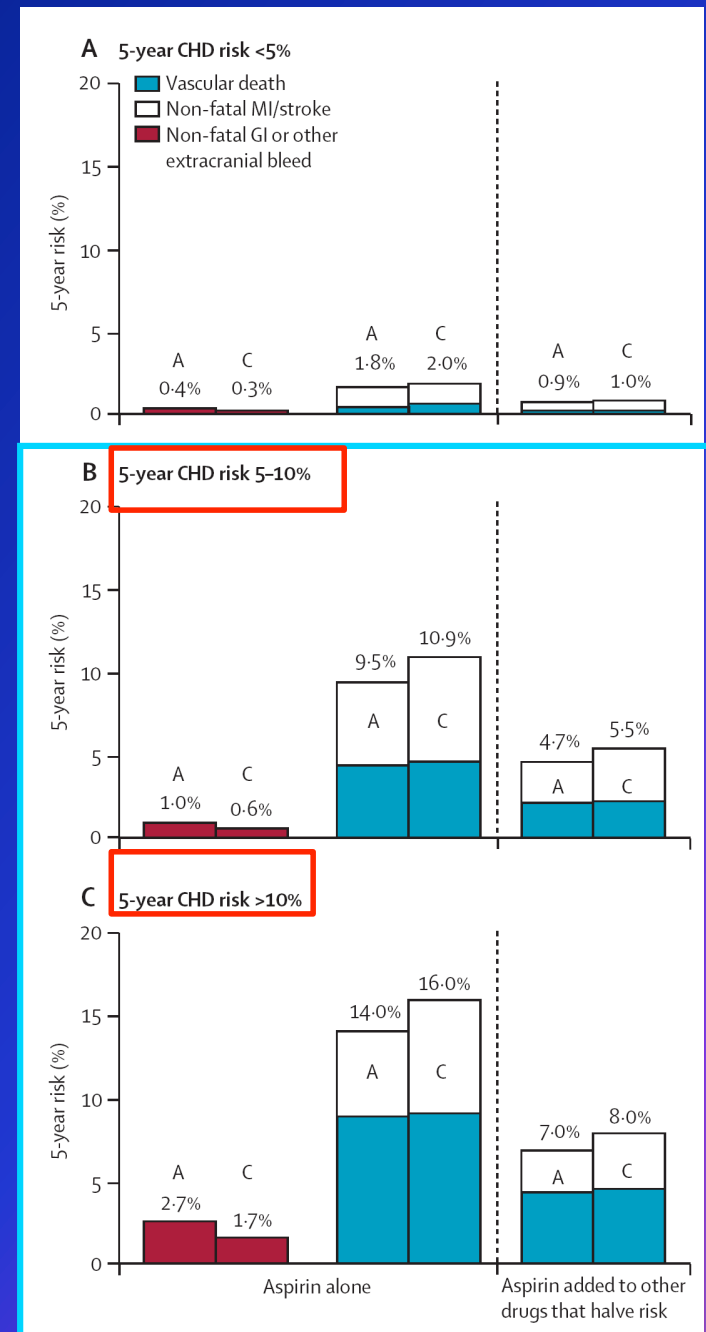 A 5-year CHD risk <5%
20
Vascular death
Non-fatal MI/stroke
Non-fatal GI or other
extracranial bleed
15
10
5
0
5-year risk (%)
A C
0·4% 0·3%
A C
1·8% 2·0%
A C
0·9% 1·0%
B 5-year CHD risk 5–10%
20
15
10
5
0
5-year risk (%)
A C
1·0% 0·6%
9·5% 10·9%
A C
4·7% 5·5%
A C
C 5-year CHD risk >10%
20
15
10
5
0
5-year risk (%)
A C
2·7% 1·7%
14·0% 16·0%
A C
7·0% 8·0%
A C
Aspirin alone
Aspirin added to other
drugs that halve risk